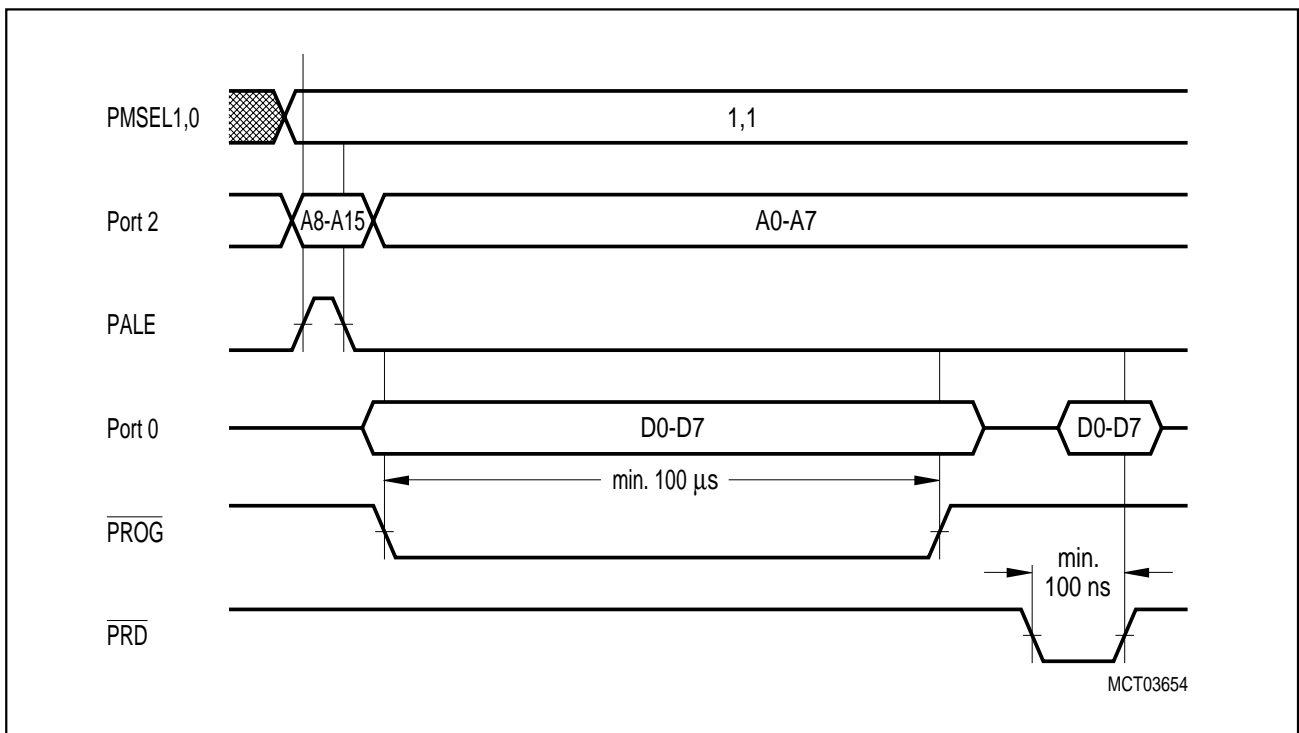 PMSEL1,0
1,1
Port 2
A8-A15
A0-A7
PALE
Port 0
D0-D7
D0-D7
min. 100 μs
PROG
min.
100 ns
PRD
MCT03654